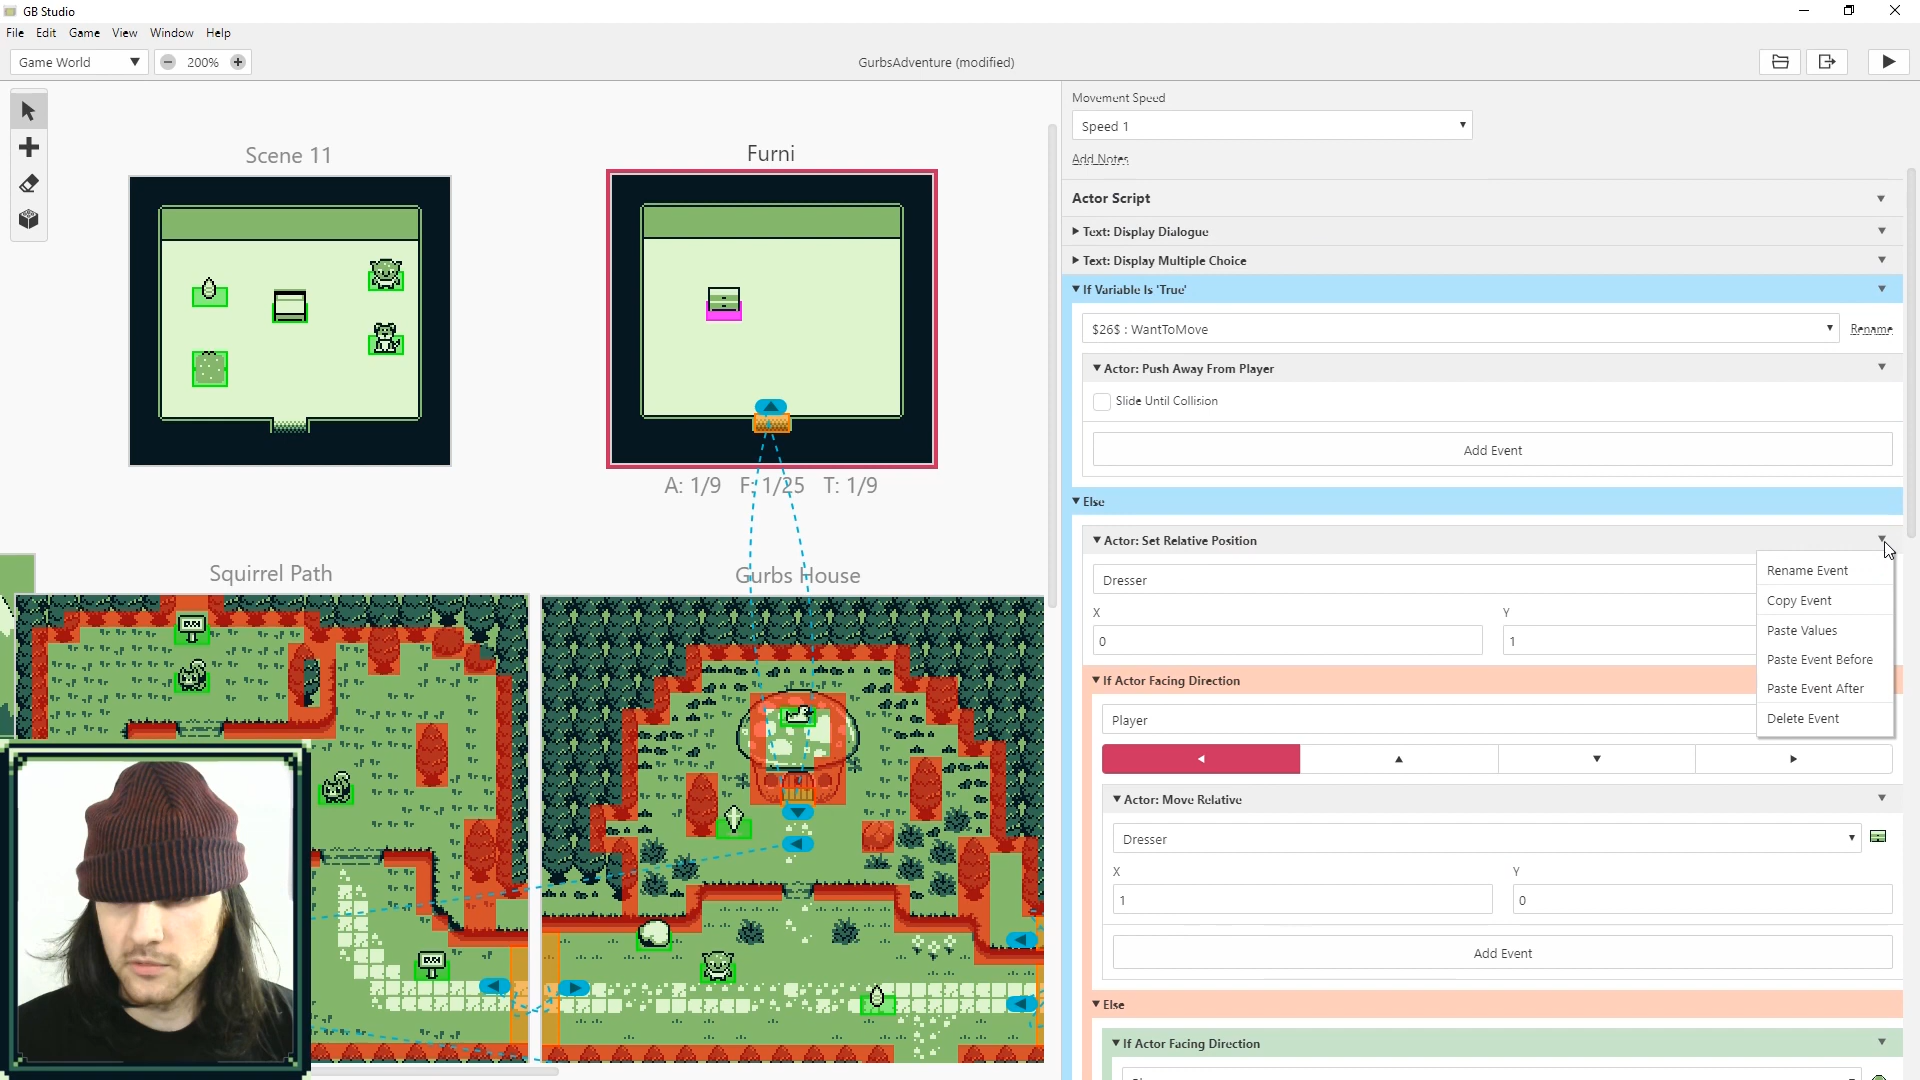 GB Studio
File Edit Game View Window Help
Game World
200%
GurbsAdventure (modified)
Movement Speed
Speed 1
Add Notes
Scene 11
Furni
Actor Script
Text: Display Dialogue
Text: Display Multiple Choice
If Variable Is 'True'
$26$ : WantToMove
Rename
Actor: Push Away From Player
Slide Until Collision
Add Event
A: 1/9 F: 1/25 T: 1/9
Else
Actor: Set Relative Position
Rename Event
Squirrel Path
Gurbs House
Dresser
Copy Event
X
Y
Paste Values
0
1
Paste Event Before
If Actor Facing Direction
Paste Event After
Player
Delete Event
Actor: Move Relative
Dresser
X
Y
1
0
Add Event
Else
If Actor Facing Direction